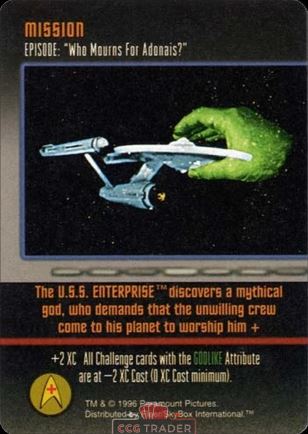 MISSION
EPISODE: "Who Mourns For Adonais?"
The U.S.S. ENTERPRISE™ discovers a mythical
god, who demands that the unwilling crew
come to his planet to worship him +
+2 XC All Challenge cards with the GODLIKE Attribute
are at –2 XC Cost (0 XC Cost minimum).
TM & © 1996 Paramount Pictures.
Distributed by Fleer/SkyBox International.™
CCG TRADER